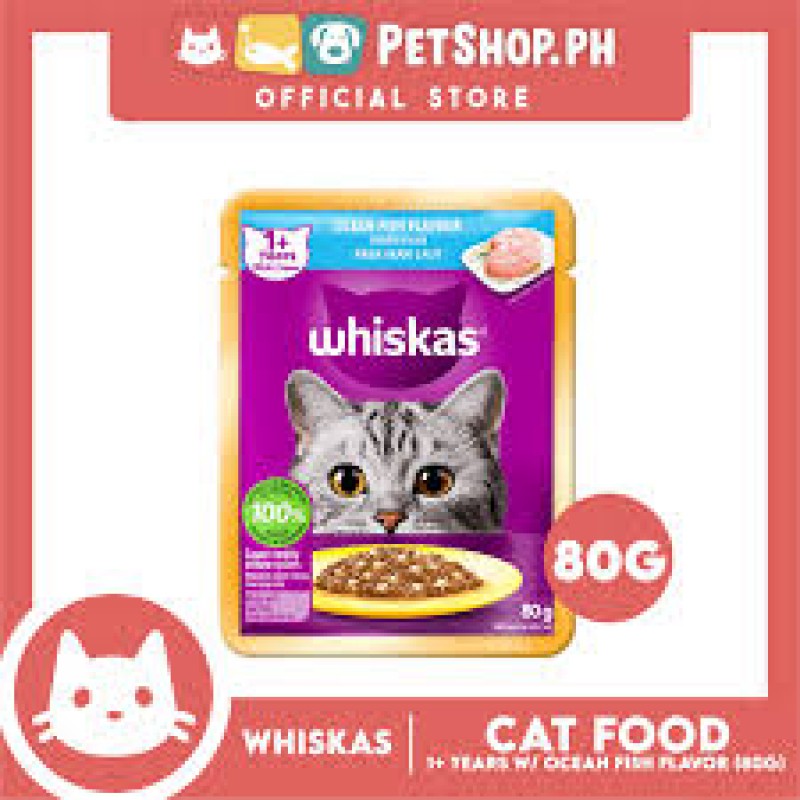 PETSHOP.PH
OFFICIAL STORE
1+
YEARS
OCEAN FISH FLAVOUR
whiskas
100%
80g
80G
WHISKAS
CAT FOOD
1+ YEARS W/ OCEAN FISH FLAVOR (80G)